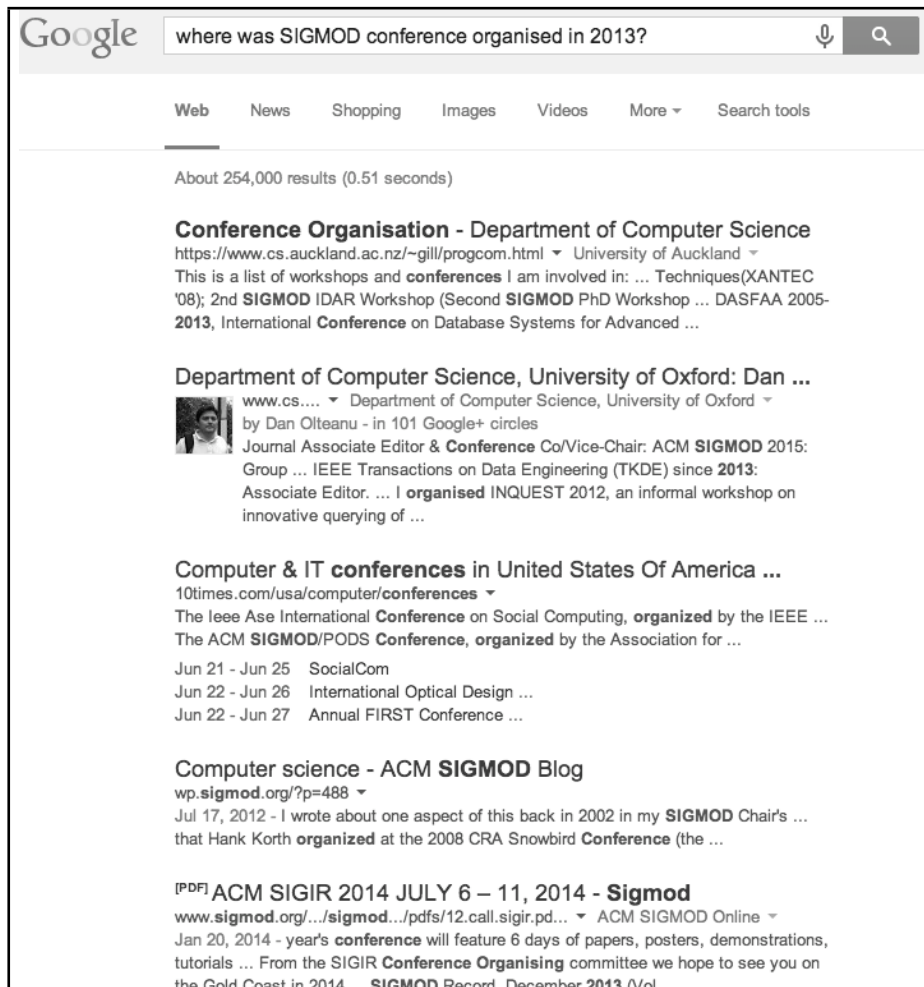 Google where was SIGMOD conference organised in 2013?
Web News Shopping Images Videos More Search tools
About 254,000 results (0.51 seconds)
Conference Organisation - Department of Computer Science
https://www.cs.auckland.ac.nz/~gill/progcom.html University of Auckland
This is a list of workshops and conferences I am involved in: ... Techniques(XANTEC
'08); 2nd SIGMOD IDAR Workshop (Second SIGMOD PhD Workshop ... DASFAA 2005-
2013, International Conference on Database Systems for Advanced ...
Department of Computer Science, University of Oxford: Dan ...
www.cs.... Department of Computer Science, University of Oxford
by Dan Olteanu - in 101 Google+ circles
Journal Associate Editor & Conference Co/Vice-Chair: ACM SIGMOD 2015:
Group ... IEEE Transactions on Data Engineering (TKDE) since 2013:
Associate Editor. ... I organised INQUEST 2012, an informal workshop on
innovative querying of ...
Computer & IT conferences in United States Of America ...
10times.com/usa/computer/conferences
The Ieee Ase International Conference on Social Computing, organized by the IEEE ...
The ACM SIGMOD/PODS Conference, organized by the Association for ...
Jun 21 - Jun 25 SocialCom
Jun 22 - Jun 26 International Optical Design ...
Jun 22 - Jun 27 Annual FIRST Conference ...
Computer science - ACM SIGMOD Blog
wp.sigmod.org/?p=488
Jul 17, 2012 - I wrote about one aspect of this back in 2002 in my SIGMOD Chair's ...
that Hank Korth organized at the 2008 CRA Snowbird Conference (the ...
[PDF] ACM SIGIR 2014 JULY 6 – 11, 2014 - Sigmod
www.sigmod.org/.../sigmod.../pdfs/12.call.sigir.pd... ACM SIGMOD Online
Jan 20, 2014 - year's conference will feature 6 days of papers, posters, demonstrations,
tutorials ... From the SIGIR Conference Organising committee we hope to see you on
the Gold Coast in 2014 ... SIGMOD Record, December 2013 (Vol